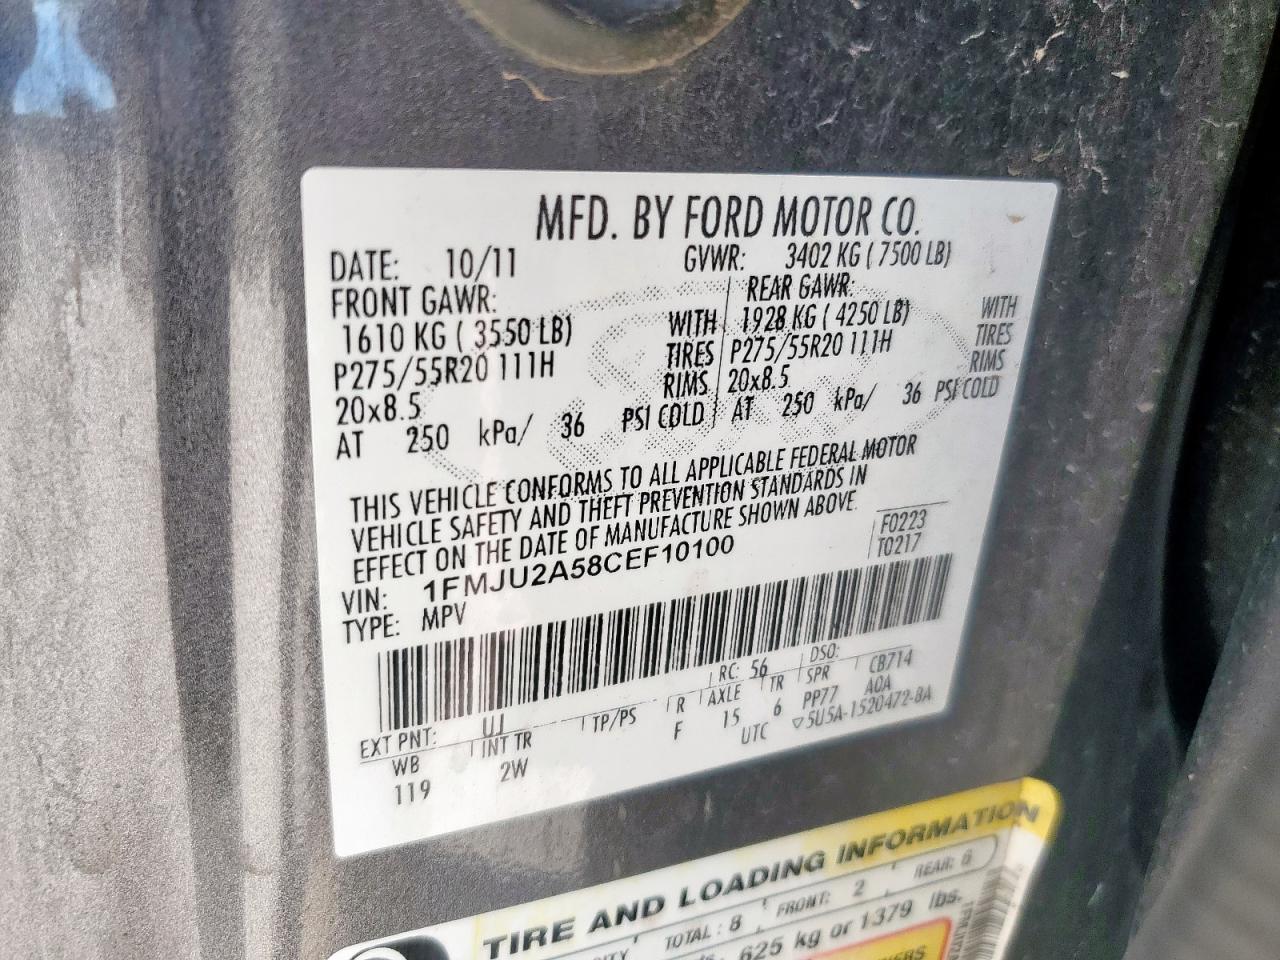 MFD. BY FORD MOTOR CO.
DATE: 10/11 GVWR: 3402 KG ( 7500 LB)
FRONT GAWR: REAR GAWR:
1610 KG ( 3550 LB) WITH 1928 KG ( 4250 LB) WITH
P275/55R20 111H TIRES P275/55R20 111H TIRES
20x8.5 RIMS 20x8.5 RIMS
AT 250 kPa/ 36 PSI COLD AT 250 kPa/ 36 PSI COLD
THIS VEHICLE CONFORMS TO ALL APPLICABLE FEDERAL MOTOR
VEHICLE SAFETY AND THEFT PREVENTION STANDARDS IN
EFFECT ON THE DATE OF MANUFACTURE SHOWN ABOVE.
F0223
T0217
VIN: 1FMJU2A58CEF10100
TYPE: MPV
EXT PNT: UJ RC: 56 DSO: CB714
WB INT TR TP/PS R AXLE TR SPR AOA
119 2W F 15 6 PP77
UTC ▽5U5A-1520472-BA
TIRE AND LOADING INFORMATION
TOTAL : 8 FRONT: 2 REAR: 6
625 kg or 1379 lbs.